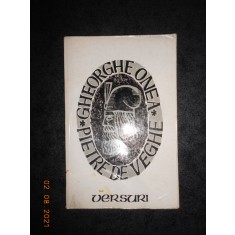 GHEORGHE ONEA
* PIETRE DE VEGHE *
VERSURI
02 08 2021